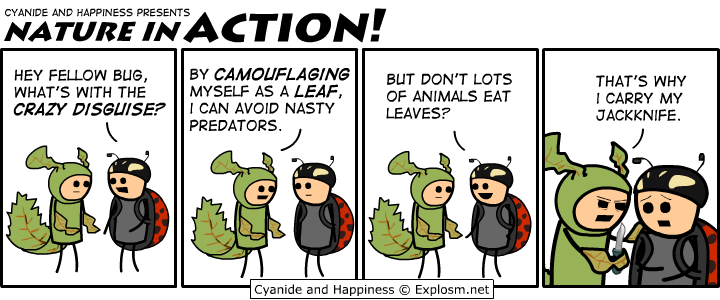 CYANIDE AND HAPPINESS PRESENTS
NATURE IN ACTION!
HEY FELLOW BUG,
WHAT'S WITH THE
CRAZY DISGUISE?
BY CAMOUFLAGING
MYSELF AS A LEAF,
I CAN AVOID NASTY
PREDATORS.
BUT DON'T LOTS
OF ANIMALS EAT
LEAVES?
THAT'S WHY
I CARRY MY
JACKKNIFE.
Cyanide and Happiness © Explosm.net